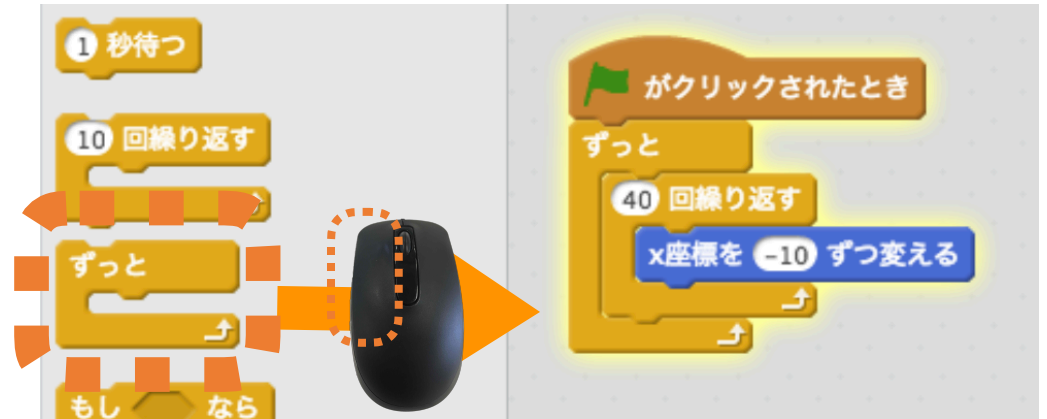 1 秒待つ
10 回繰り返す
ずっと
もし なら
がクリックされたとき
ずっと
40 回繰り返す
x座標を -10 ずつ変える